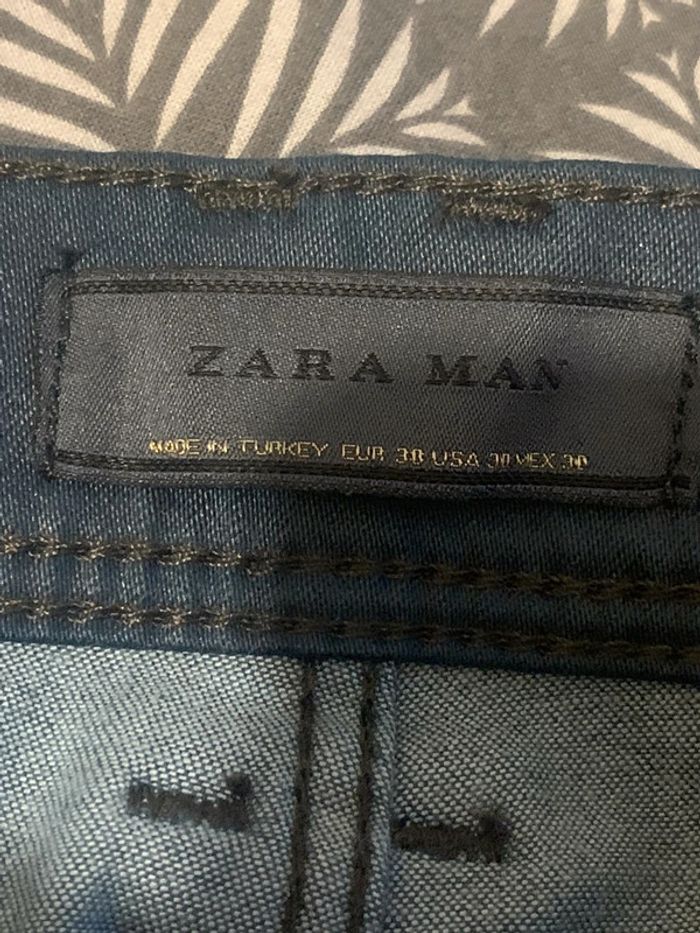 ZARA MAN
MADE IN TURKEY EUR 38 USA 30 MEX 30